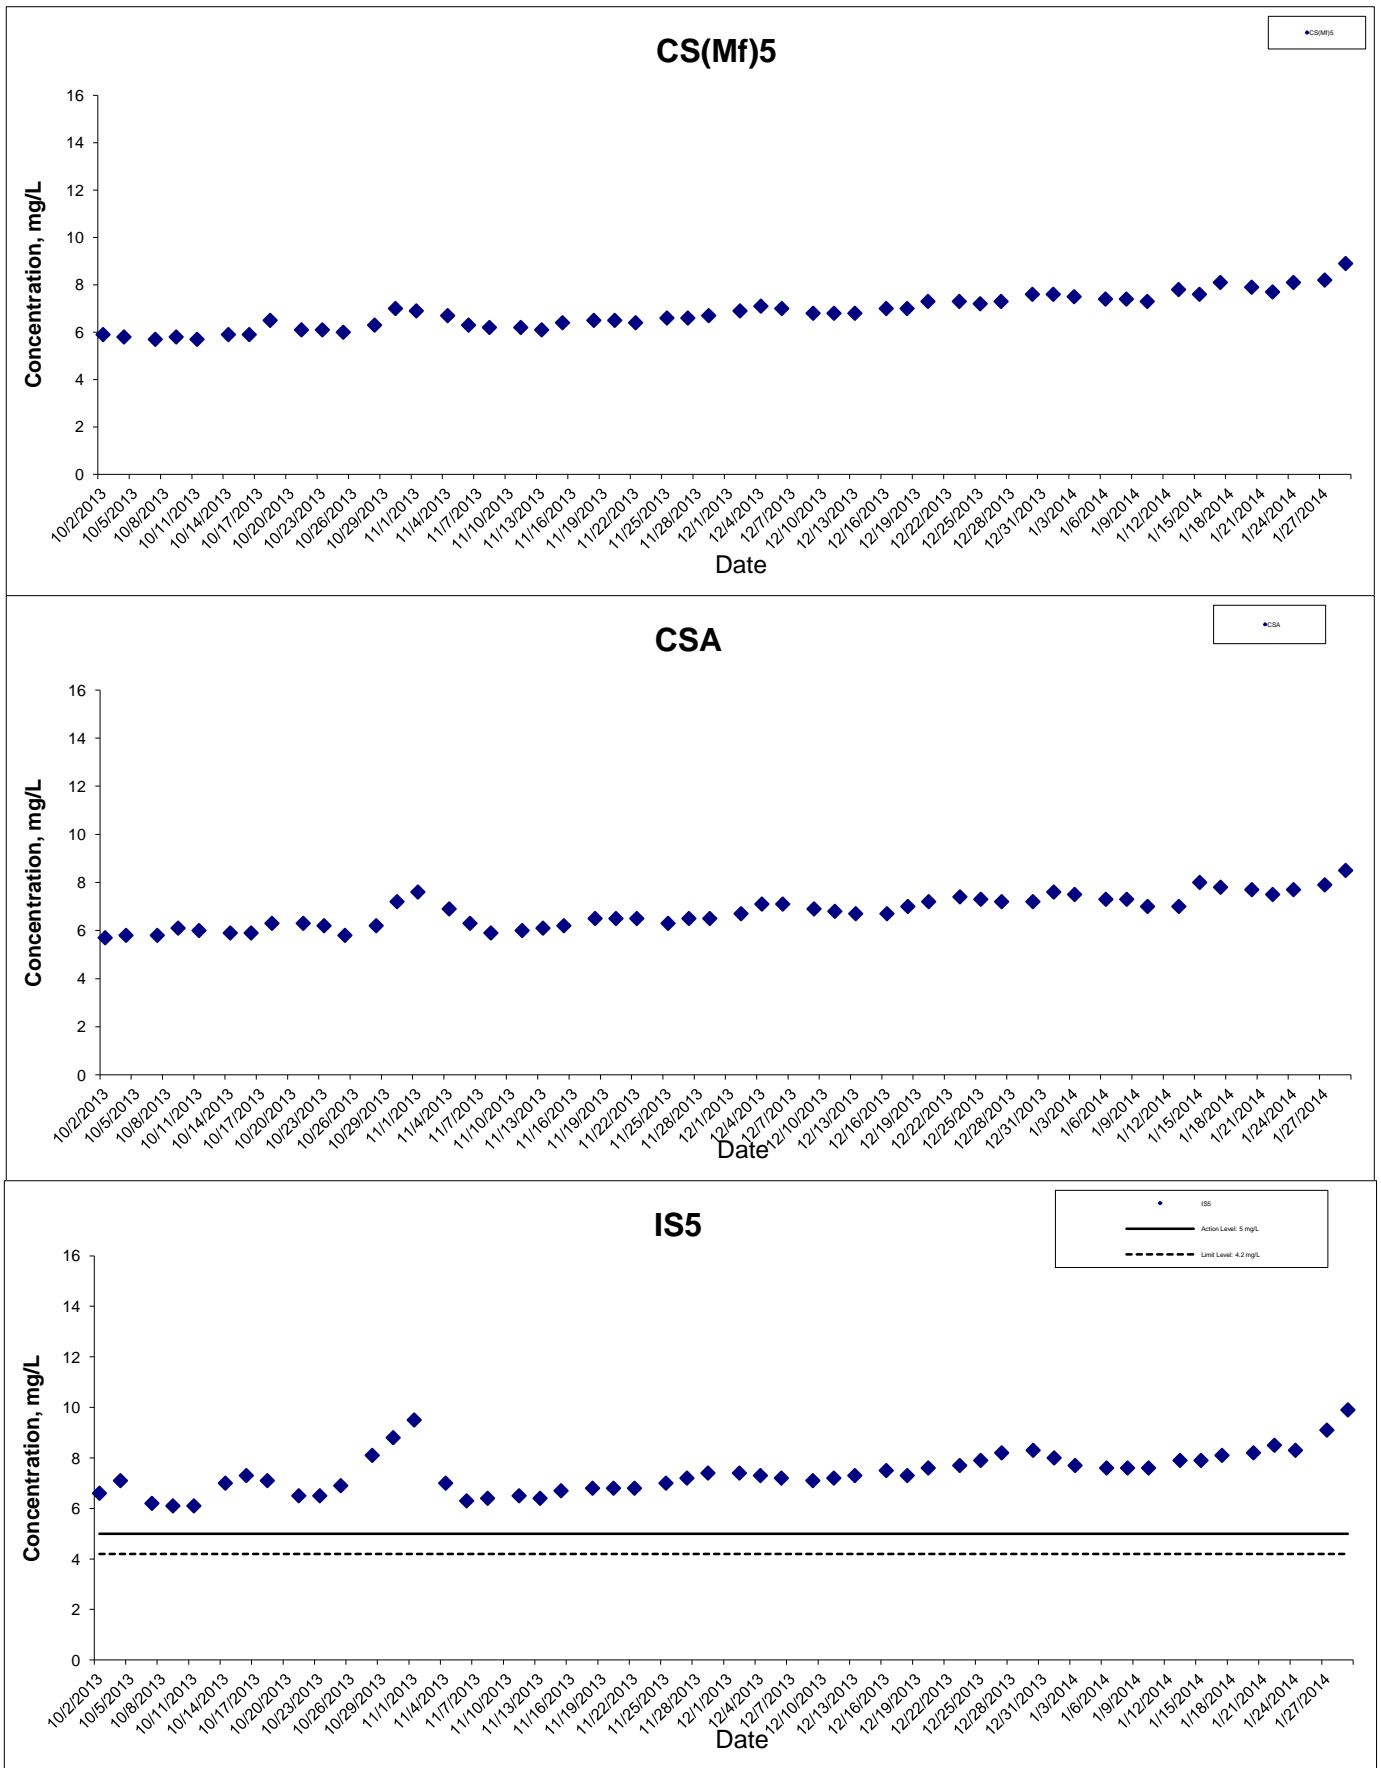 CS(Mf)5
CS(Mf)5
16
14
12
10
8
6
4
2
0
Concentration, mg/L
10/2/2013 10/5/2013 10/8/2013 10/11/2013 10/14/2013 10/17/2013 10/20/2013 10/23/2013 10/26/2013 10/29/2013 11/1/2013 11/4/2013 11/7/2013 11/10/2013 11/13/2013 11/16/2013 11/19/2013 11/22/2013 11/25/2013 11/28/2013 12/1/2013 12/4/2013 12/7/2013 12/10/2013 12/13/2013 12/16/2013 12/19/2013 12/22/2013 12/25/2013 12/28/2013 12/31/2013 1/3/2014 1/6/2014 1/9/2014 1/12/2014 1/15/2014 1/18/2014 1/21/2014 1/24/2014 1/27/2014
Date
CSA
CSA
16
14
12
10
8
6
4
2
0
Concentration, mg/L
10/2/2013 10/5/2013 10/8/2013 10/11/2013 10/14/2013 10/17/2013 10/20/2013 10/23/2013 10/26/2013 10/29/2013 11/1/2013 11/4/2013 11/7/2013 11/10/2013 11/13/2013 11/16/2013 11/19/2013 11/22/2013 11/25/2013 11/28/2013 12/1/2013 12/4/2013 12/7/2013 12/10/2013 12/13/2013 12/16/2013 12/19/2013 12/22/2013 12/25/2013 12/28/2013 12/31/2013 1/3/2014 1/6/2014 1/9/2014 1/12/2014 1/15/2014 1/18/2014 1/21/2014 1/24/2014 1/27/2014
Date
IS5
IS5
Action Level: 5 mg/L
Limit Level: 4.2 mg/L
16
14
12
10
8
6
4
2
0
Concentration, mg/L
10/2/2013 10/5/2013 10/8/2013 10/11/2013 10/14/2013 10/17/2013 10/20/2013 10/23/2013 10/26/2013 10/29/2013 11/1/2013 11/4/2013 11/7/2013 11/10/2013 11/13/2013 11/16/2013 11/19/2013 11/22/2013 11/25/2013 11/28/2013 12/1/2013 12/4/2013 12/7/2013 12/10/2013 12/13/2013 12/16/2013 12/19/2013 12/22/2013 12/25/2013 12/28/2013 12/31/2013 1/3/2014 1/6/2014 1/9/2014 1/12/2014 1/15/2014 1/18/2014 1/21/2014 1/24/2014 1/27/2014
Date